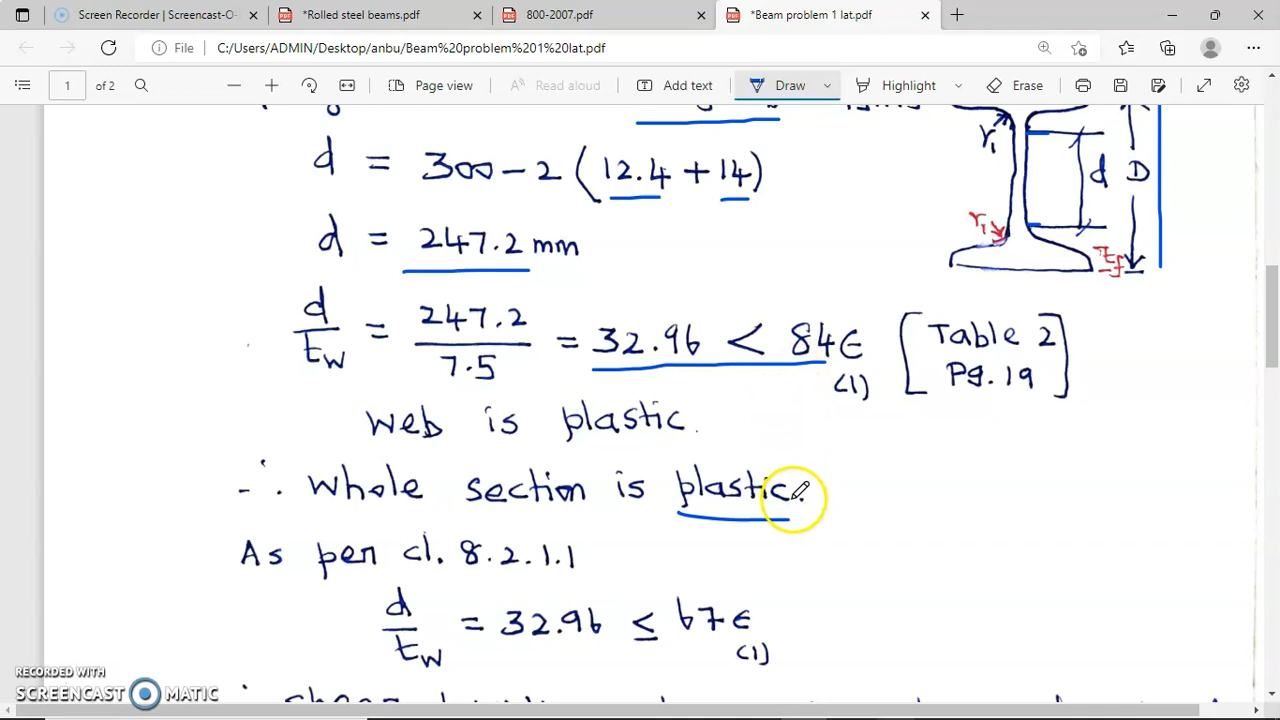 Screen Recorder | Screencast-O-
*Rolled steel beams.pdf
800-2007.pdf
*Beam problem 1 lat.pdf
File
C:/Users/ADMIN/Desktop/anbu/Beam%20problem%201%20lat.pdf
1 of 2
Page view
Read aloud
Add text
Draw
Highlight
Erase
d = 300 - 2 (12.4 + 14)
d = 247.2 mm
d/tw = 247.2/7.5 = 32.96 < 84ϵ [Table 2 Pg. 19]
(1)
web is plastic.
∴ Whole section is plastic.
As per cl. 8.2.1.1
d/tw = 32.96 ≤ 67ϵ
(1)
r1
d
D
r1
tf
RECORDED WITH
SCREENCAST MATIC